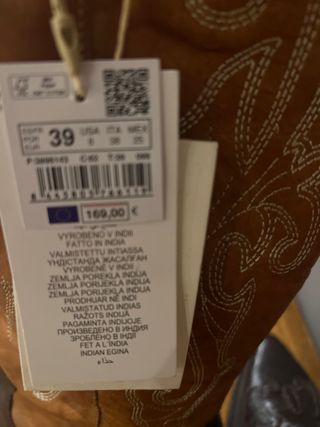 39
USA
ITA
MEX
169,00 €
VYROBENO V INDII
FATTO IN INDIA
VALMISTETTU INTIASSA
ҮНДІСТАНДА ЖАСАЛҒАН
VYROBENÉ V INDII
ZEMLJA POREKLA INDIJA
ZEMLJA PORIJEKLA INDIJA
ZEMLJA PORIJEKLA INDIJA
PRODHUAR NË INDI
VALMISTATUD INDIAS
RAŽOTS INDIJĀ
PAGAMINTA INDIJOJE
ПРОИЗВЕДЕНО В ИНДИЯ
ЗРОБЛЕНО В ІНДІЇ
FET A L'ÍNDIA
INDIAN EGINA
حذاء